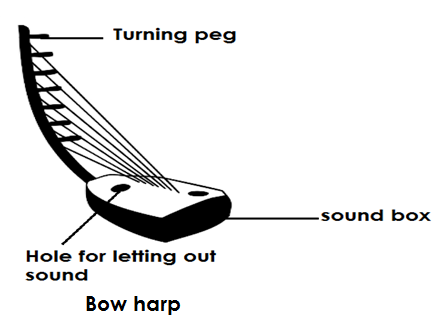 Turning peg
sound box
Hole for letting out
sound
Bow harp